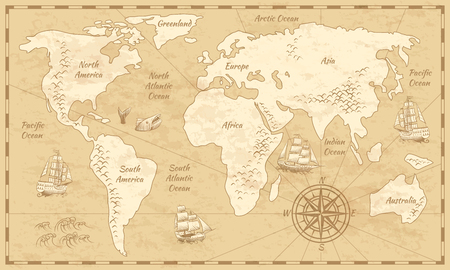 Arctic Ocean
Greenland
North
America
Europe
Asia
North
Atlantic
Ocean
Pacific
Ocean
Pacific
Ocean
Africa
Indian
Ocean
South
America
South
Atlantic
Ocean
Australia
N
W
E
S